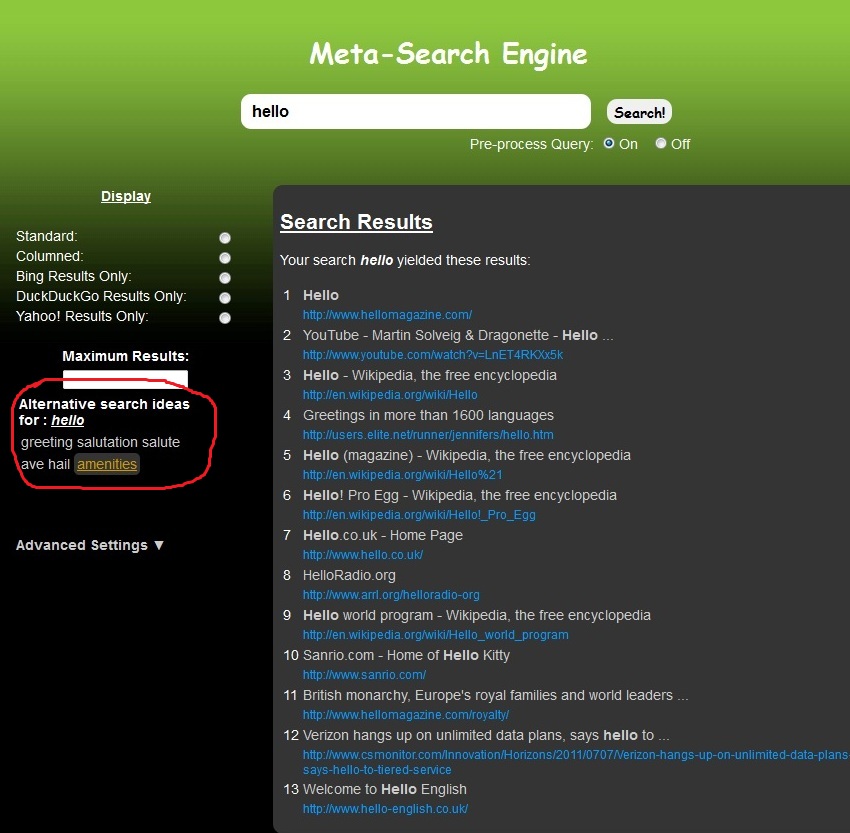 Meta-Search Engine
hello
Search!
Pre-process Query: On Off
Display
Standard:
Columned:
Bing Results Only:
DuckDuckGo Results Only:
Yahoo! Results Only:
Maximum Results:
Alternative search ideas
for : hello
greeting salutation salute
ave hail amenities
Advanced Settings ▼
Search Results
Your search hello yielded these results:
1 Hello
http://www.hellomagazine.com/
2 YouTube - Martin Solveig & Dragonette - Hello ...
http://www.youtube.com/watch?v=LnET4RKXx5k
3 Hello - Wikipedia, the free encyclopedia
http://en.wikipedia.org/wiki/Hello
4 Greetings in more than 1600 languages
http://users.elite.net/runner/jennifers/hello.htm
5 Hello (magazine) - Wikipedia, the free encyclopedia
http://en.wikipedia.org/wiki/Hello%21
6 Hello! Pro Egg - Wikipedia, the free encyclopedia
http://en.wikipedia.org/wiki/Hello!_Pro_Egg
7 Hello.co.uk - Home Page
http://www.hello.co.uk/
8 HelloRadio.org
http://www.arrl.org/helloradio-org
9 Hello world program - Wikipedia, the free encyclopedia
http://en.wikipedia.org/wiki/Hello_world_program
10 Sanrio.com - Home of Hello Kitty
http://www.sanrio.com/
11 British monarchy, Europe's royal families and world leaders ...
http://www.hellomagazine.com/royalty/
12 Verizon hangs up on unlimited data plans, says hello to ...
http://www.csmonitor.com/Innovation/Horizons/2011/0707/Verizon-hangs-up-on-unlimited-data-plans-
says-hello-to-tiered-service
13 Welcome to Hello English
http://www.hello-english.co.uk/